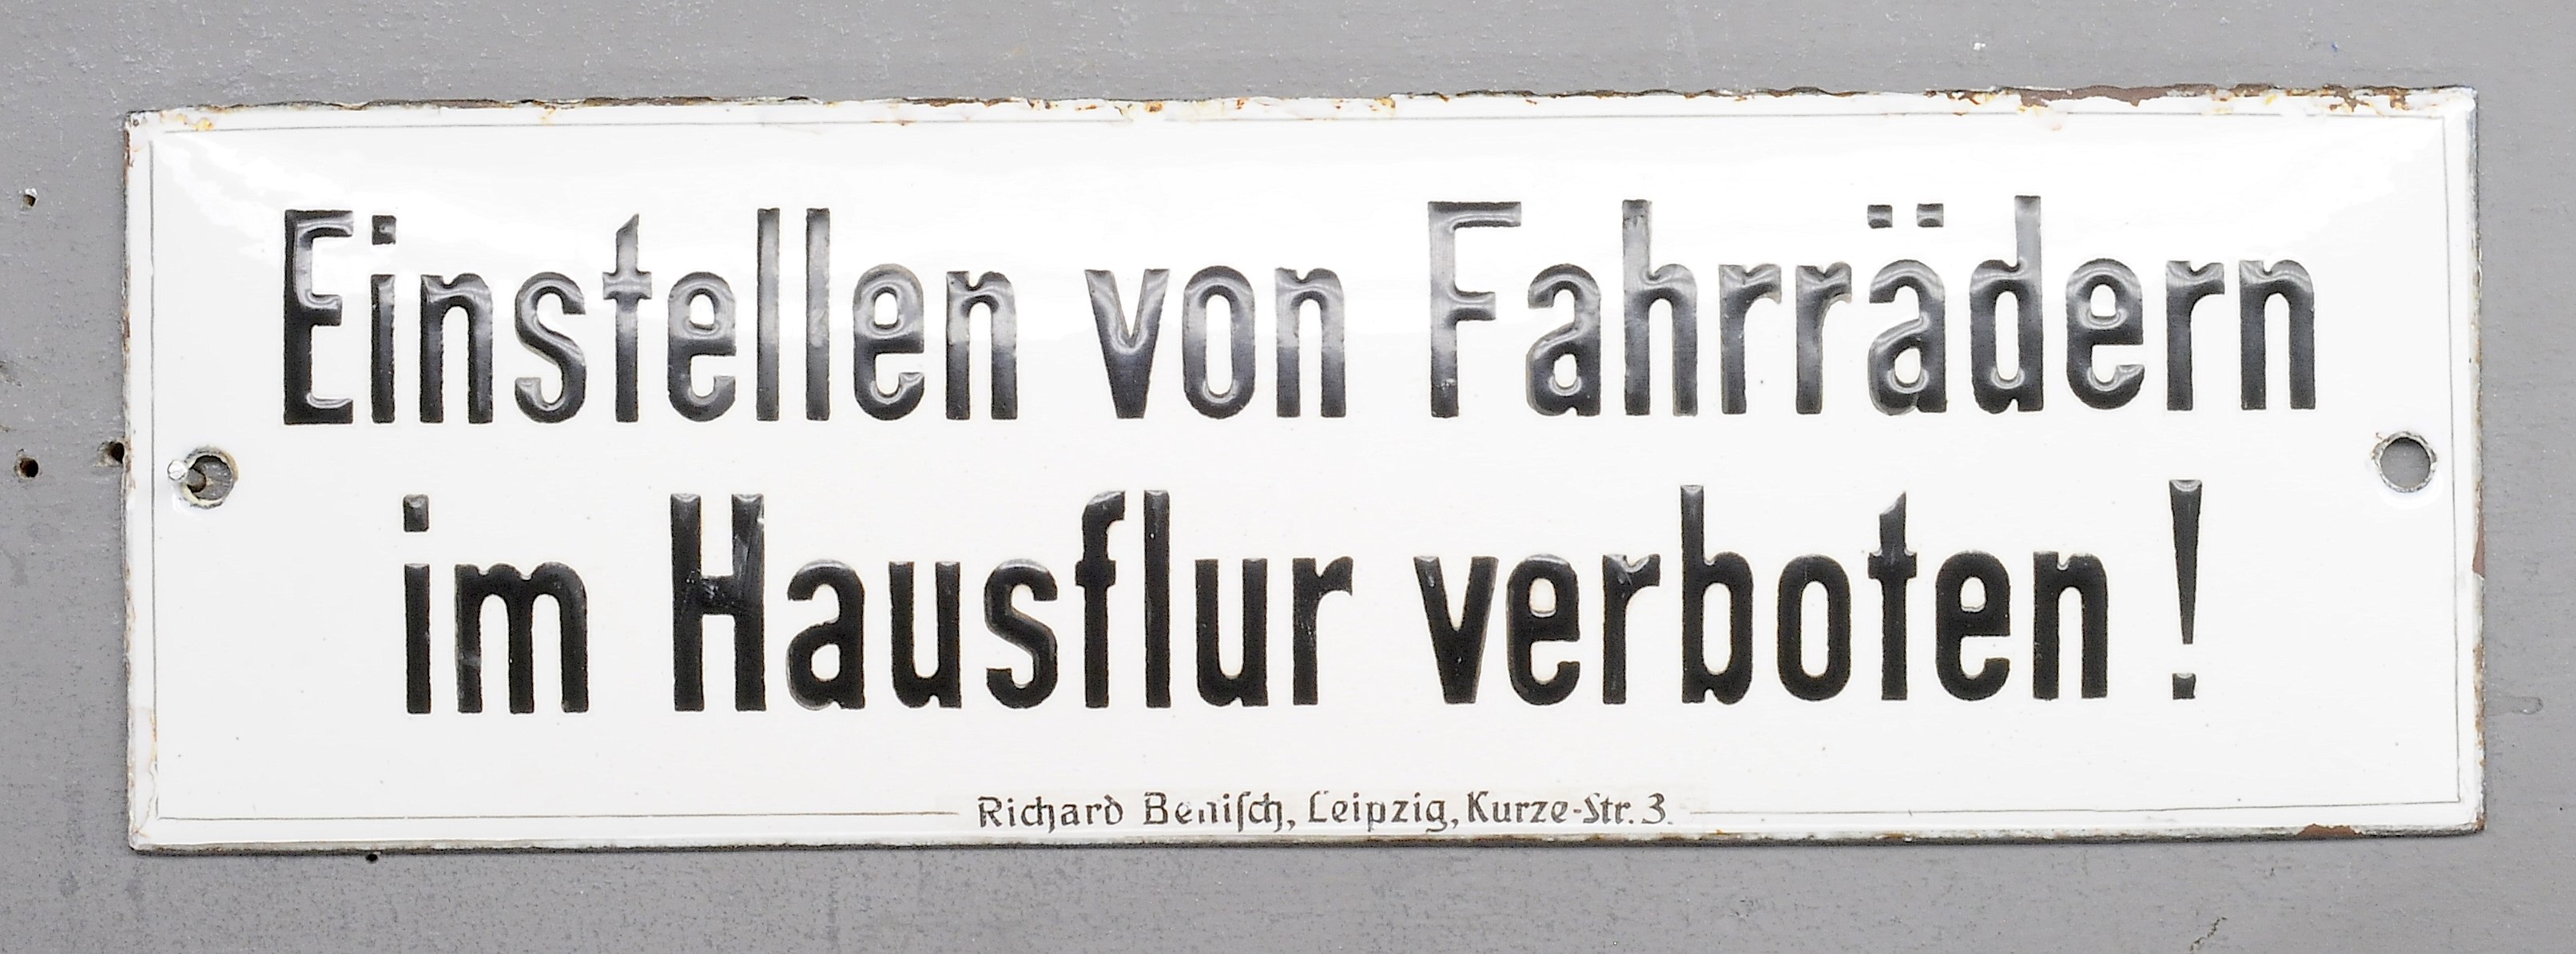 Einstellen von Fahrrädern
im Hausflur verboten!
Richard Beniſch, Leipzig, Kurze-Str. 3.